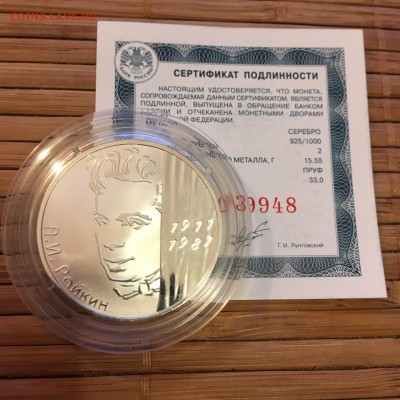 СЕРТИФИКАТ ПОДЛИННОСТИ
НАСТОЯЩИМ УДОСТОВЕРЯЕТСЯ, ЧТО МОНЕТА,
СОПРОВОЖДАЕМАЯ ДАННЫМ СЕРТИФИКАТОМ, ЯВЛЯЕТСЯ
ПОДЛИННОЙ, ВЫПУЩЕНА В ОБРАЩЕНИЕ БАНКОМ
РОССИИ И ОТЧЕКАНЕНА МОНЕТНЫМИ ДВОРАМИ
ФЕДЕРАЦИИ.
СЕРЕБРО
925/1000
2
МЕТАЛЛА, Г 15.55
ПРУФ
33,0
39948
Г.И. Лунтовский
1911
1987
А.И. Райкин